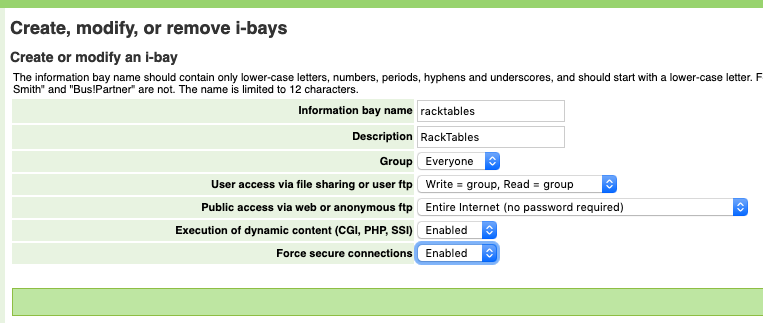 Create, modify, or remove i-bays
Create or modify an i-bay
The information bay name should contain only lower-case letters, numbers, periods, hyphens and underscores, and should start with a lower-case letter. F
Smith" and "Bus!Partner" are not. The name is limited to 12 characters.
Information bay name racktables
Description RackTables
Group Everyone
User access via file sharing or user ftp Write = group, Read = group
Public access via web or anonymous ftp Entire Internet (no password required)
Execution of dynamic content (CGI, PHP, SSI) Enabled
Force secure connections Enabled